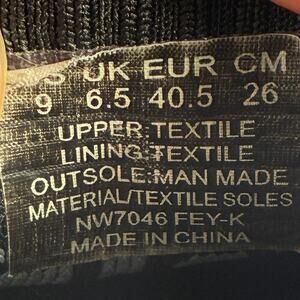 S UK EUR CM
9 6.5 40.5 26
UPPER:TEXTILE
LINING:TEXTILE
OUTSOLE:MAN MADE
MATERIAL/TEXTILE SOLES
NW7046 FEY-K
MADE IN CHINA